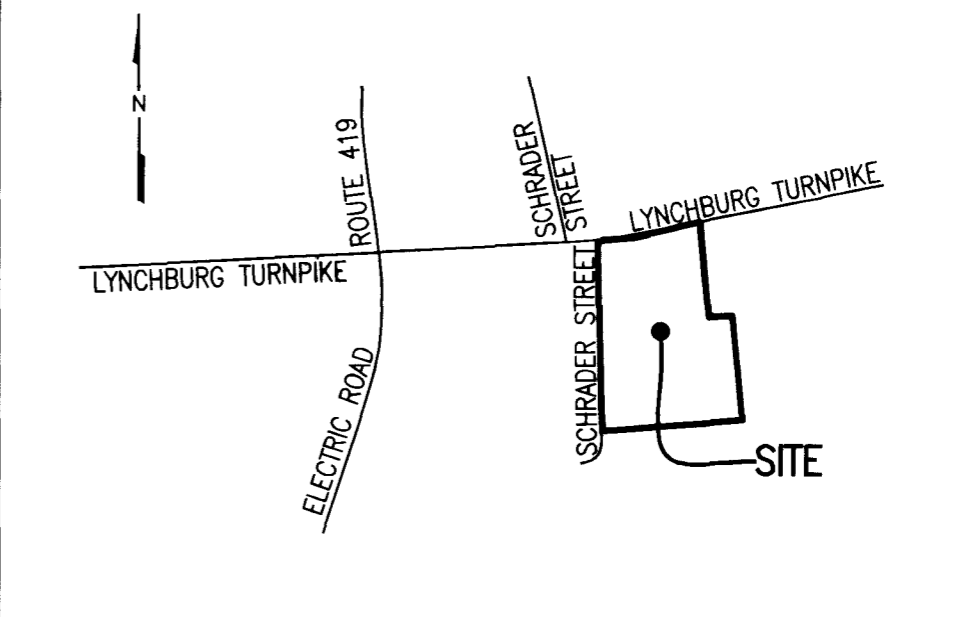 N
ROUTE 419
SCHRADER
STREET
LYNCHBURG TURNPIKE
LYNCHBURG TURNPIKE
SCHRADER STREET
ELECTRIC ROAD
SITE